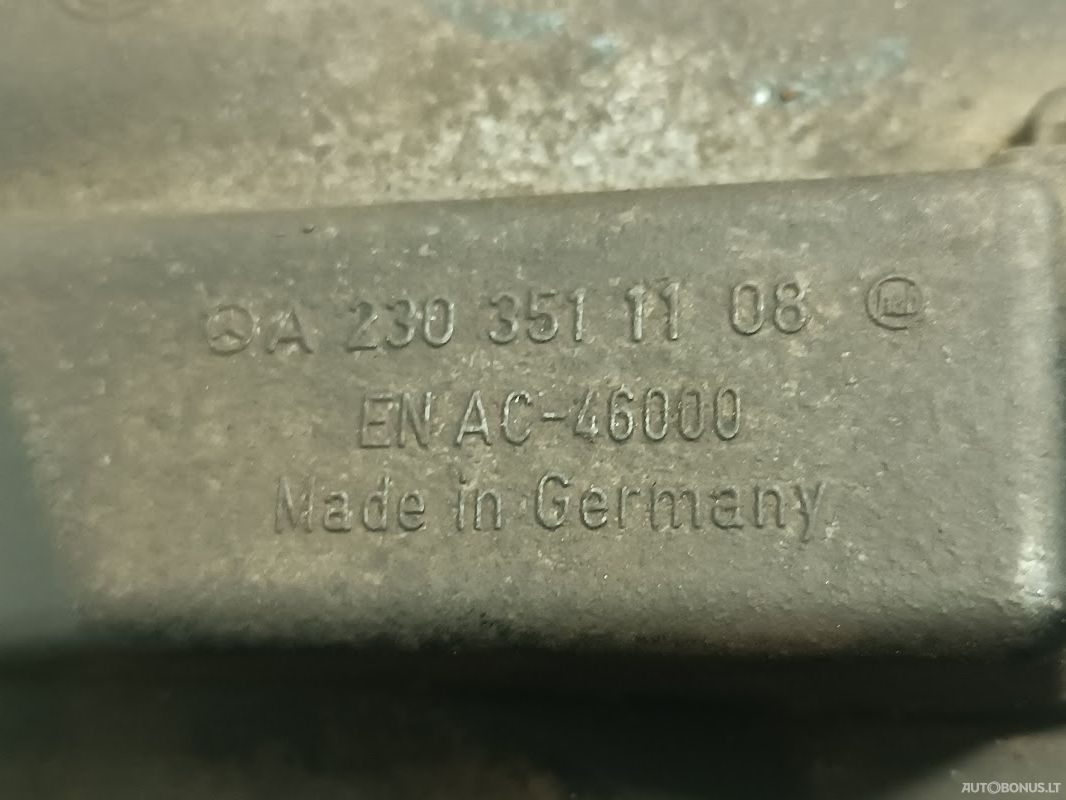 A 230 351 11 08
EN AC-46000
Made in Germany
AUTOBONUS.LT